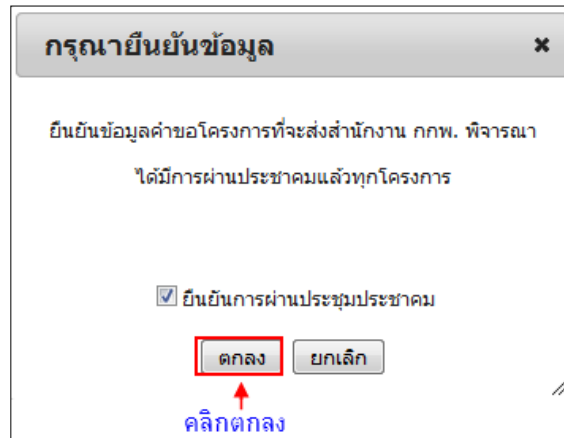 กรุณายืนยันข้อมูล
ยืนยันข้อมูลคำขอโครงการที่จะส่งสำนักงาน กกพ. พิจารณา
ได้มีการผ่านประชาคมแล้วทุกโครงการ
ยืนยันการผ่านประชุมประชาคม
ตกลง ยกเลิก
คลิกตกลง